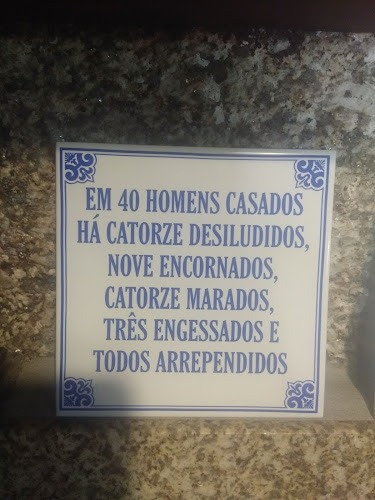 EM 40 HOMENS CASADOS
HÁ CATORZE DESILUDIDOS,
NOVE ENCORNADOS,
CATORZE MARADOS,
TRÊS ENGESSADOS E
TODOS ARREPENDIDOS